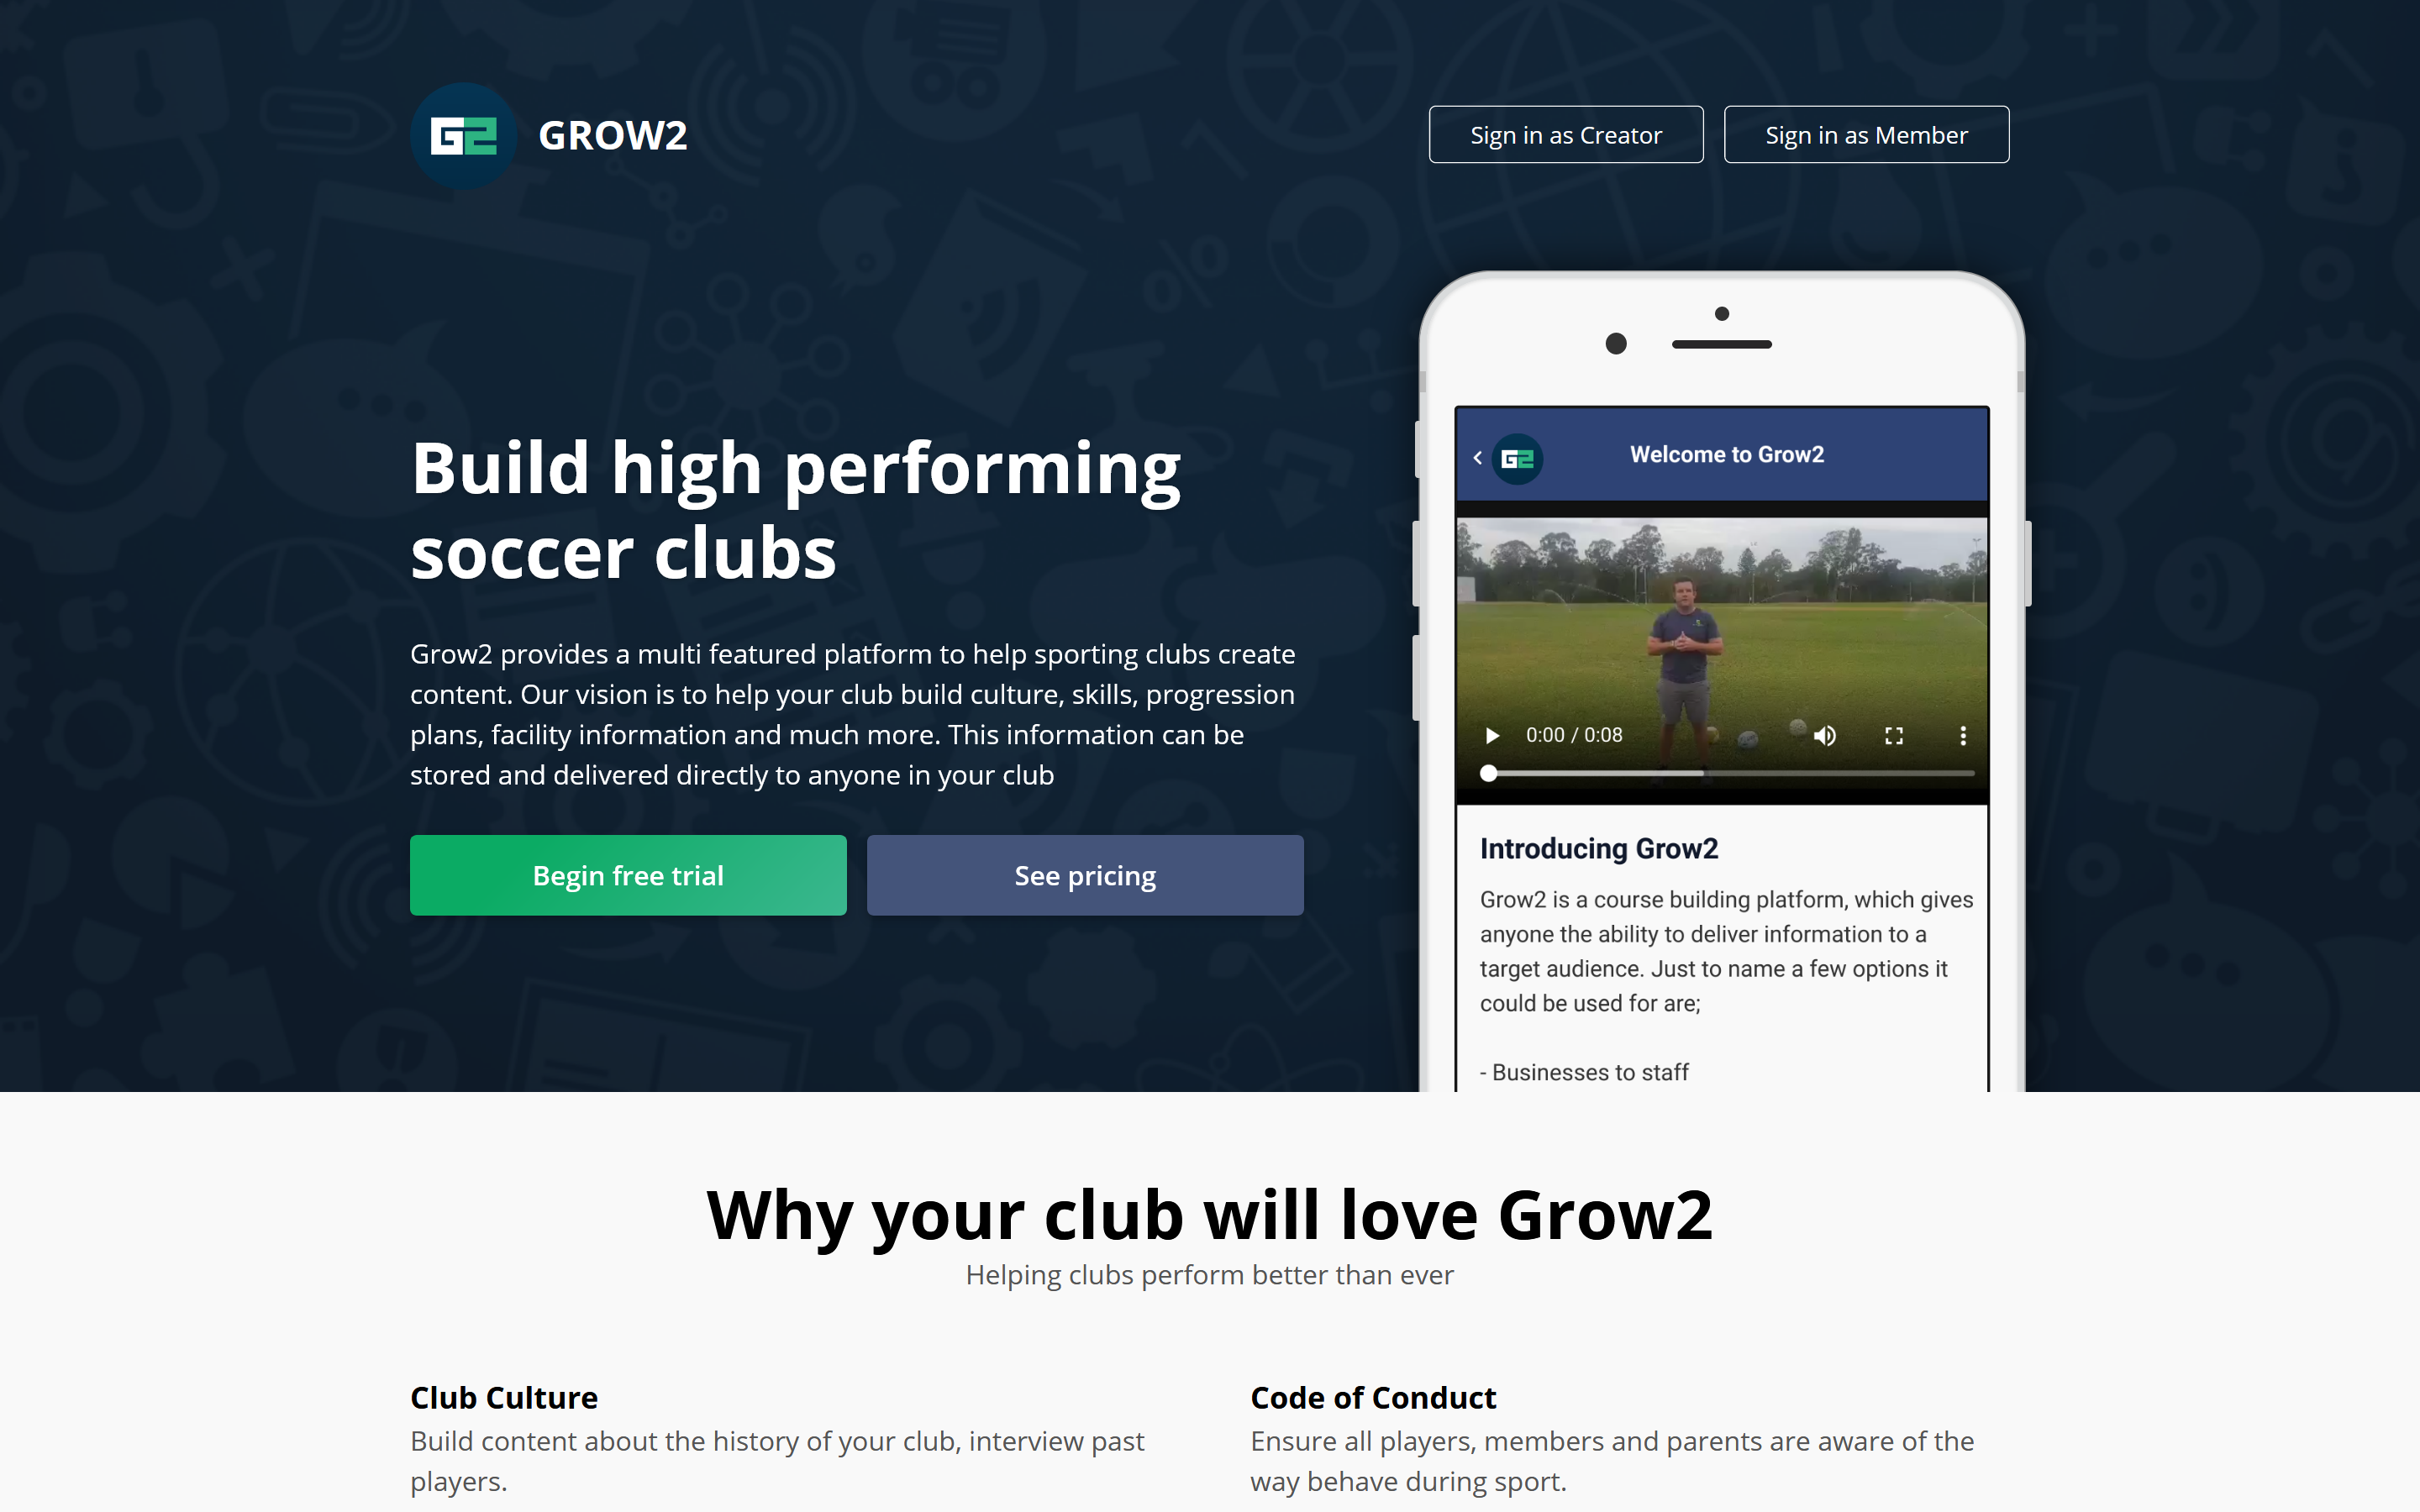 G2 GROW2
Sign in as Creator
Sign in as Member
Build high performing
soccer clubs
Grow2 provides a multi featured platform to help sporting clubs create
content. Our vision is to help your club build culture, skills, progression
plans, facility information and much more. This information can be
stored and delivered directly to anyone in your club
Begin free trial
See pricing
G2 Welcome to Grow2
0:00 / 0:08
Introducing Grow2
Grow2 is a course building platform, which gives
anyone the ability to deliver information to a
target audience. Just to name a few options it
could be used for are;
- Businesses to staff
Why your club will love Grow2
Helping clubs perform better than ever
Club Culture
Build content about the history of your club, interview past
players.
Code of Conduct
Ensure all players, members and parents are aware of the
way behave during sport.